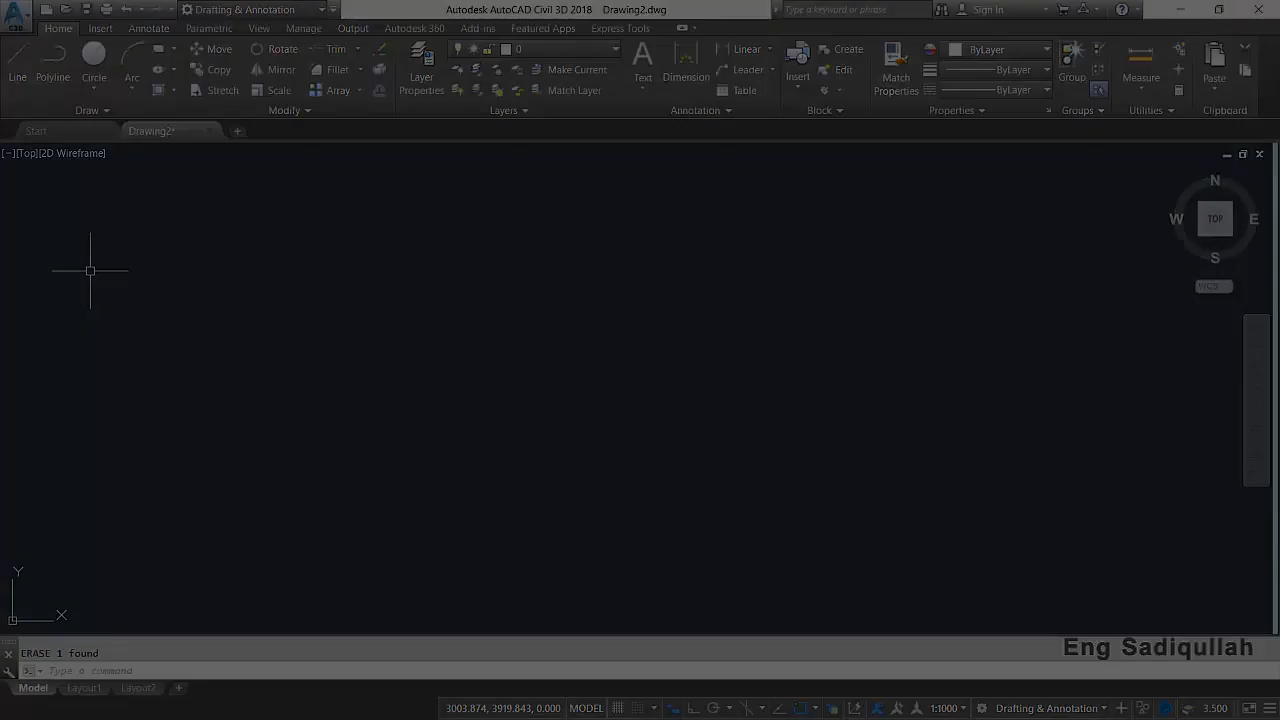 Drafting & Annotation
Autodesk AutoCAD Civil 3D 2018 Drawing2.dwg
Type a keyword or phrase
Sign In
C3D
Home Insert Annotate Parametric View Manage Output Autodesk 360 Add-ins Featured Apps Express Tools
Line Polyline Circle Arc
Move Rotate Trim
Copy Mirror Fillet
Stretch Scale Array
Layer Properties
0
Make Current
Match Layer
Text Dimension
Linear
Leader
Table
Insert
Create
Edit
Match Properties
ByLayer
ByLayer
ByLayer
Group
Measure
Paste
Draw Modify Layers Annotation Block Properties Groups Utilities Clipboard
Start Drawing2*
[−][Top][2D Wireframe]
N
W TOP E
S
WCS
Y
X
ERASE 1 found
Type a command
Eng Sadiqullah
Model Layout1 Layout2
3003.874, 3919.843, 0.000 MODEL 1:1000 Drafting & Annotation 3.500